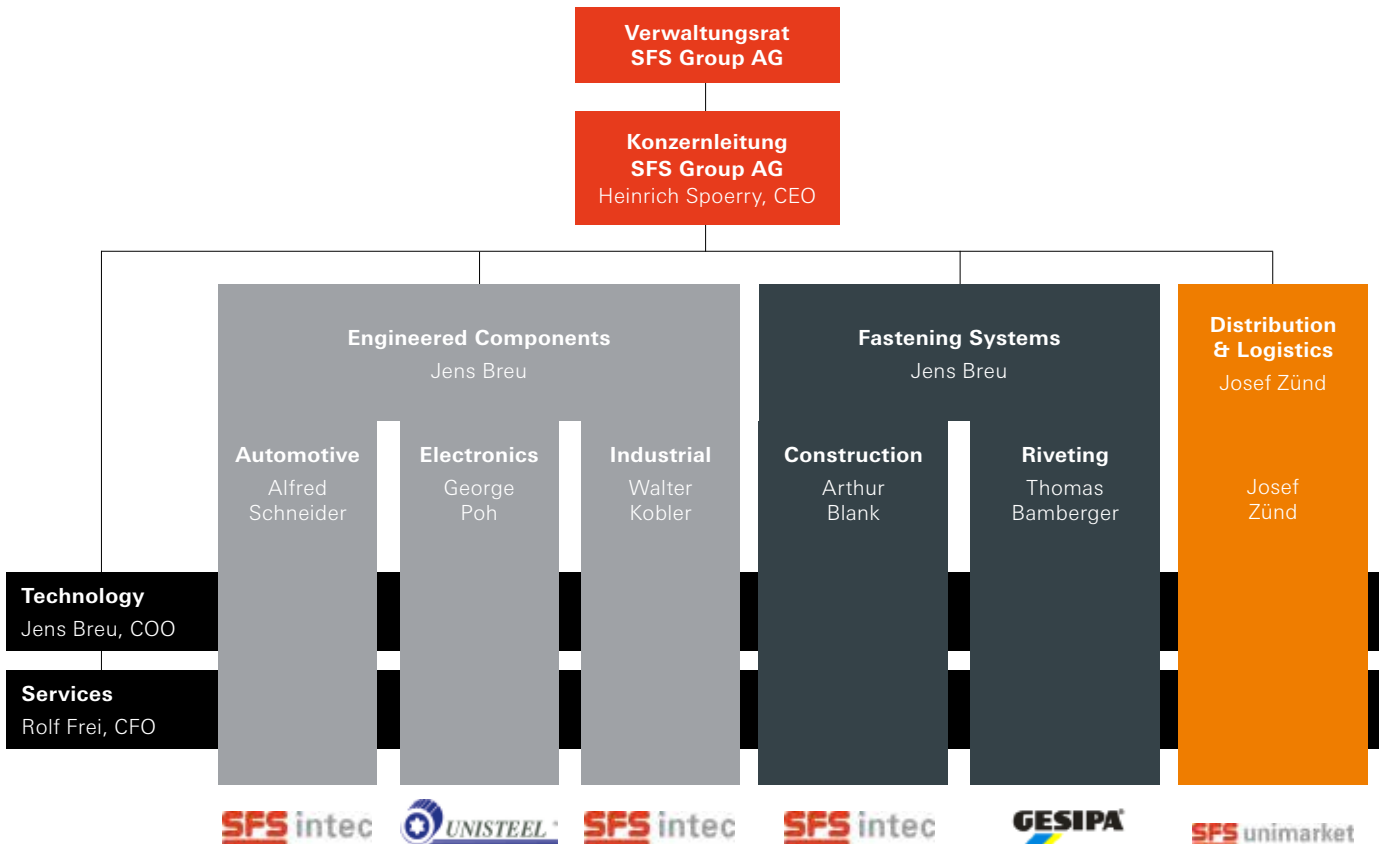 Verwaltungsrat
SFS Group AG
Konzernleitung
SFS Group AG
Heinrich Spoerry, CEO
Engineered Components
Jens Breu
Fastening Systems
Jens Breu
Distribution
& Logistics
Josef Zünd
Automotive
Alfred
Schneider
Electronics
George
Poh
Industrial
Walter
Kobler
Construction
Arthur
Blank
Riveting
Thomas
Bamberger
Josef
Zünd
Technology
Jens Breu, COO
Services
Rolf Frei, CFO
SFS intec
UNISTEEL
SFS intec
SFS intec
GESIPA®
SFS unimarket